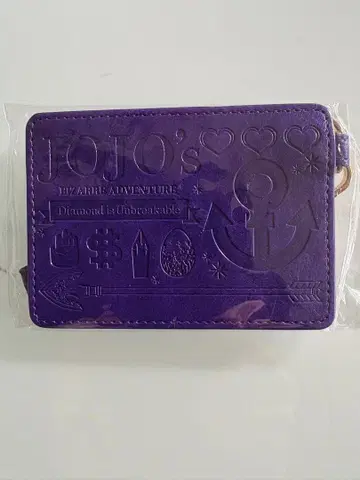 JOJO's
BIZARRE ADVENTURE
Diamond is Unbreakable
$